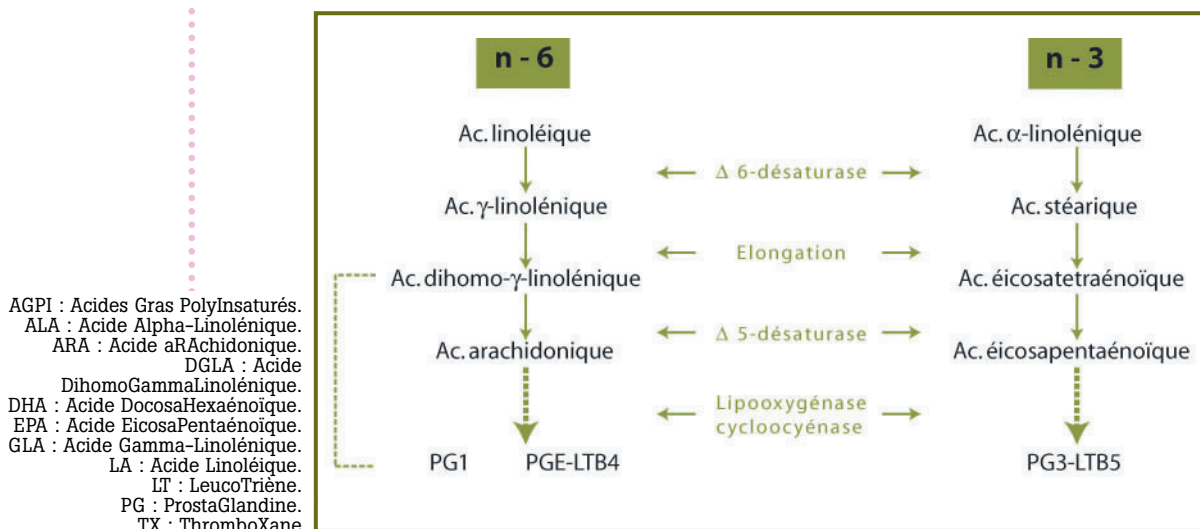 n - 6
n - 3
Ac. linoléique
Ac. α-linolénique
Δ 6-désaturase
Ac. γ-linolénique
Ac. stéarique
Elongation
Ac. dihomo-γ-linolénique
Ac. éicosatetraénoïque
Δ 5-désaturase
Ac. arachidonique
Ac. éicosapentaénoïque
Lipooxygénase
cycloocyénase
PG1
PGE-LTB4
PG3-LTB5
AGPI : Acides Gras PolyInsaturés.
ALA : Acide Alpha-Linolénique.
ARA : Acide aRAchidonique.
DGLA : Acide
DihomoGammaLinolénique.
DHA : Acide DocosaHexaénoïque.
EPA : Acide EicosaPentaénoïque.
GLA : Acide Gamma-Linolénique.
LA : Acide Linoléique.
LT : LeucoTriène.
PG : ProstaGlandine.
TX : ThromboXane